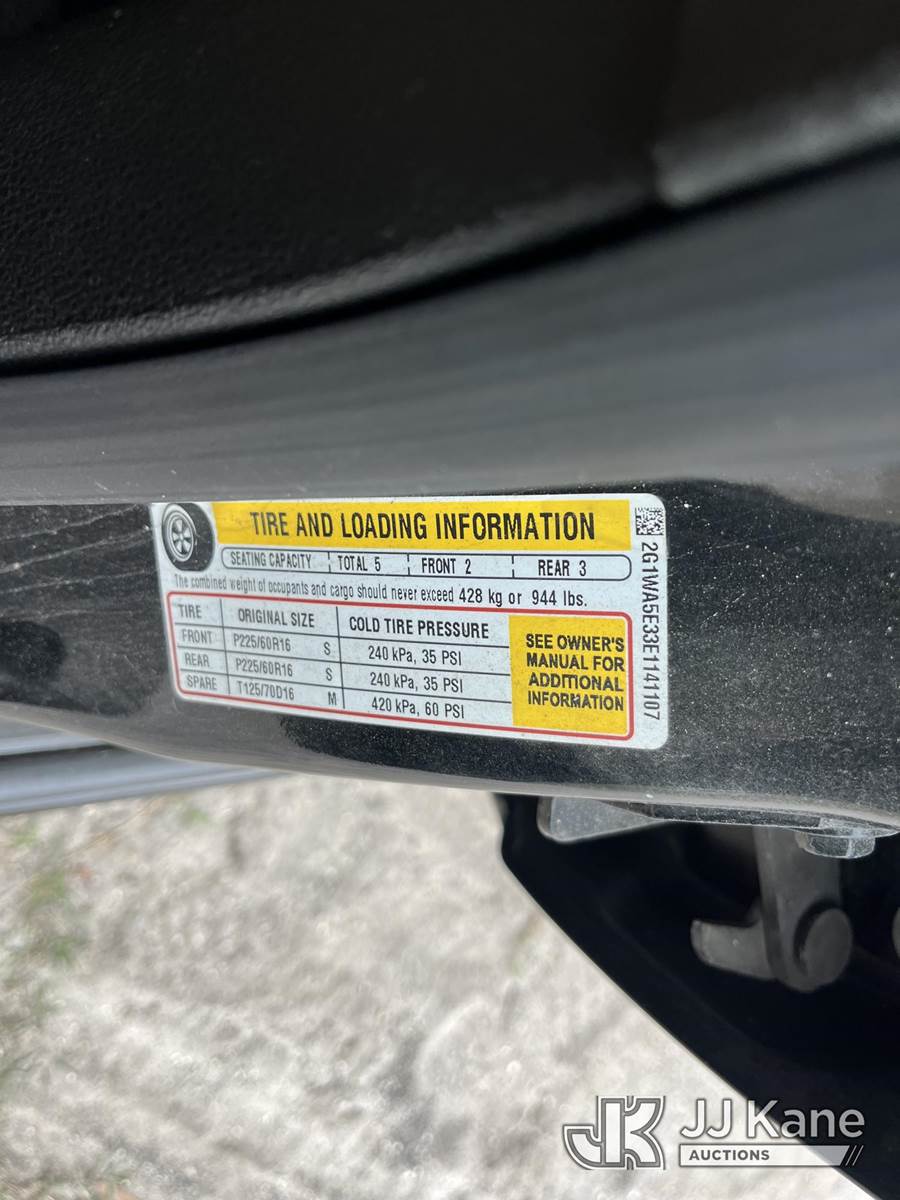 TIRE AND LOADING INFORMATION
SEATING CAPACITY TOTAL 5 FRONT 2 REAR 3
The combined weight of occupants and cargo should never exceed 428 kg or 944 lbs.
TIRE ORIGINAL SIZE COLD TIRE PRESSURE
FRONT P225/60R16 S 240 kPa, 35 PSI
REAR P225/60R16 S 240 kPa, 35 PSI
SPARE T125/70D16 M 420 kPa, 60 PSI
SEE OWNER'S
MANUAL FOR
ADDITIONAL
INFORMATION
2G1WA5E33E1141107
JK JJ Kane
AUCTIONS